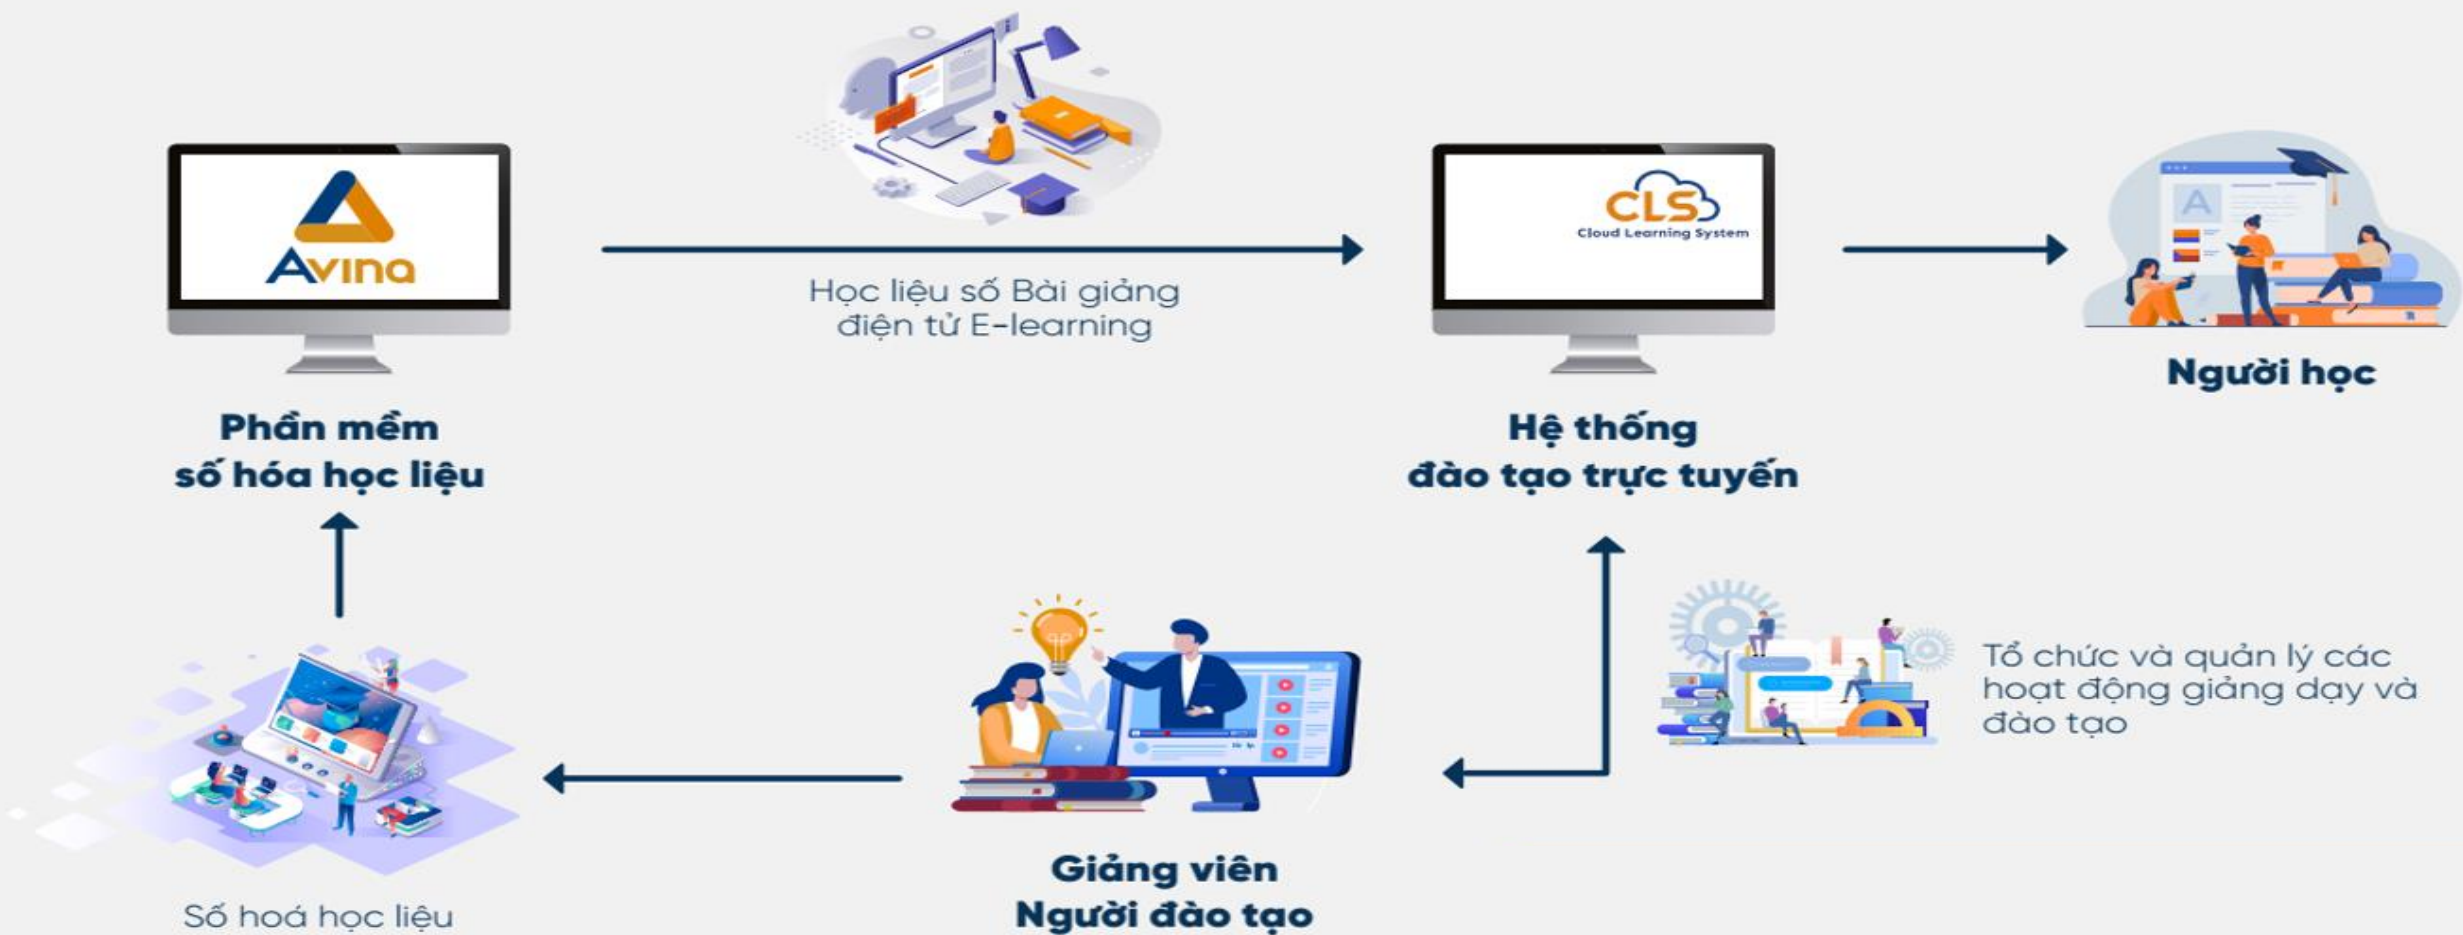 Avina
Học liệu số Bài giảng
điện tử E-learning
CLS
Cloud Learning System
Người học
Phần mềm
số hóa học liệu
Hệ thống
đào tạo trực tuyến
Tổ chức và quản lý các
hoạt động giảng dạy và
đào tạo
Số hoá học liệu
Giảng viên
Người đào tạo